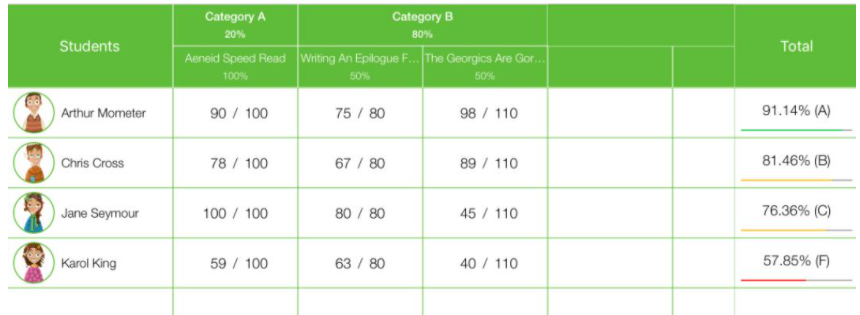 Students
Category A
20%
Category B
80%
Total
Aeneid Speed Read
100%
Writing An Epilogue F...
50%
The Georgics Are Gor...
50%
Arthur Mometer 90 / 100 75 / 80 98 / 110 91.14% (A)
Chris Cross 78 / 100 67 / 80 89 / 110 81.46% (B)
Jane Seymour 100 / 100 80 / 80 45 / 110 76.36% (C)
Karol King 59 / 100 63 / 80 40 / 110 57.85% (F)